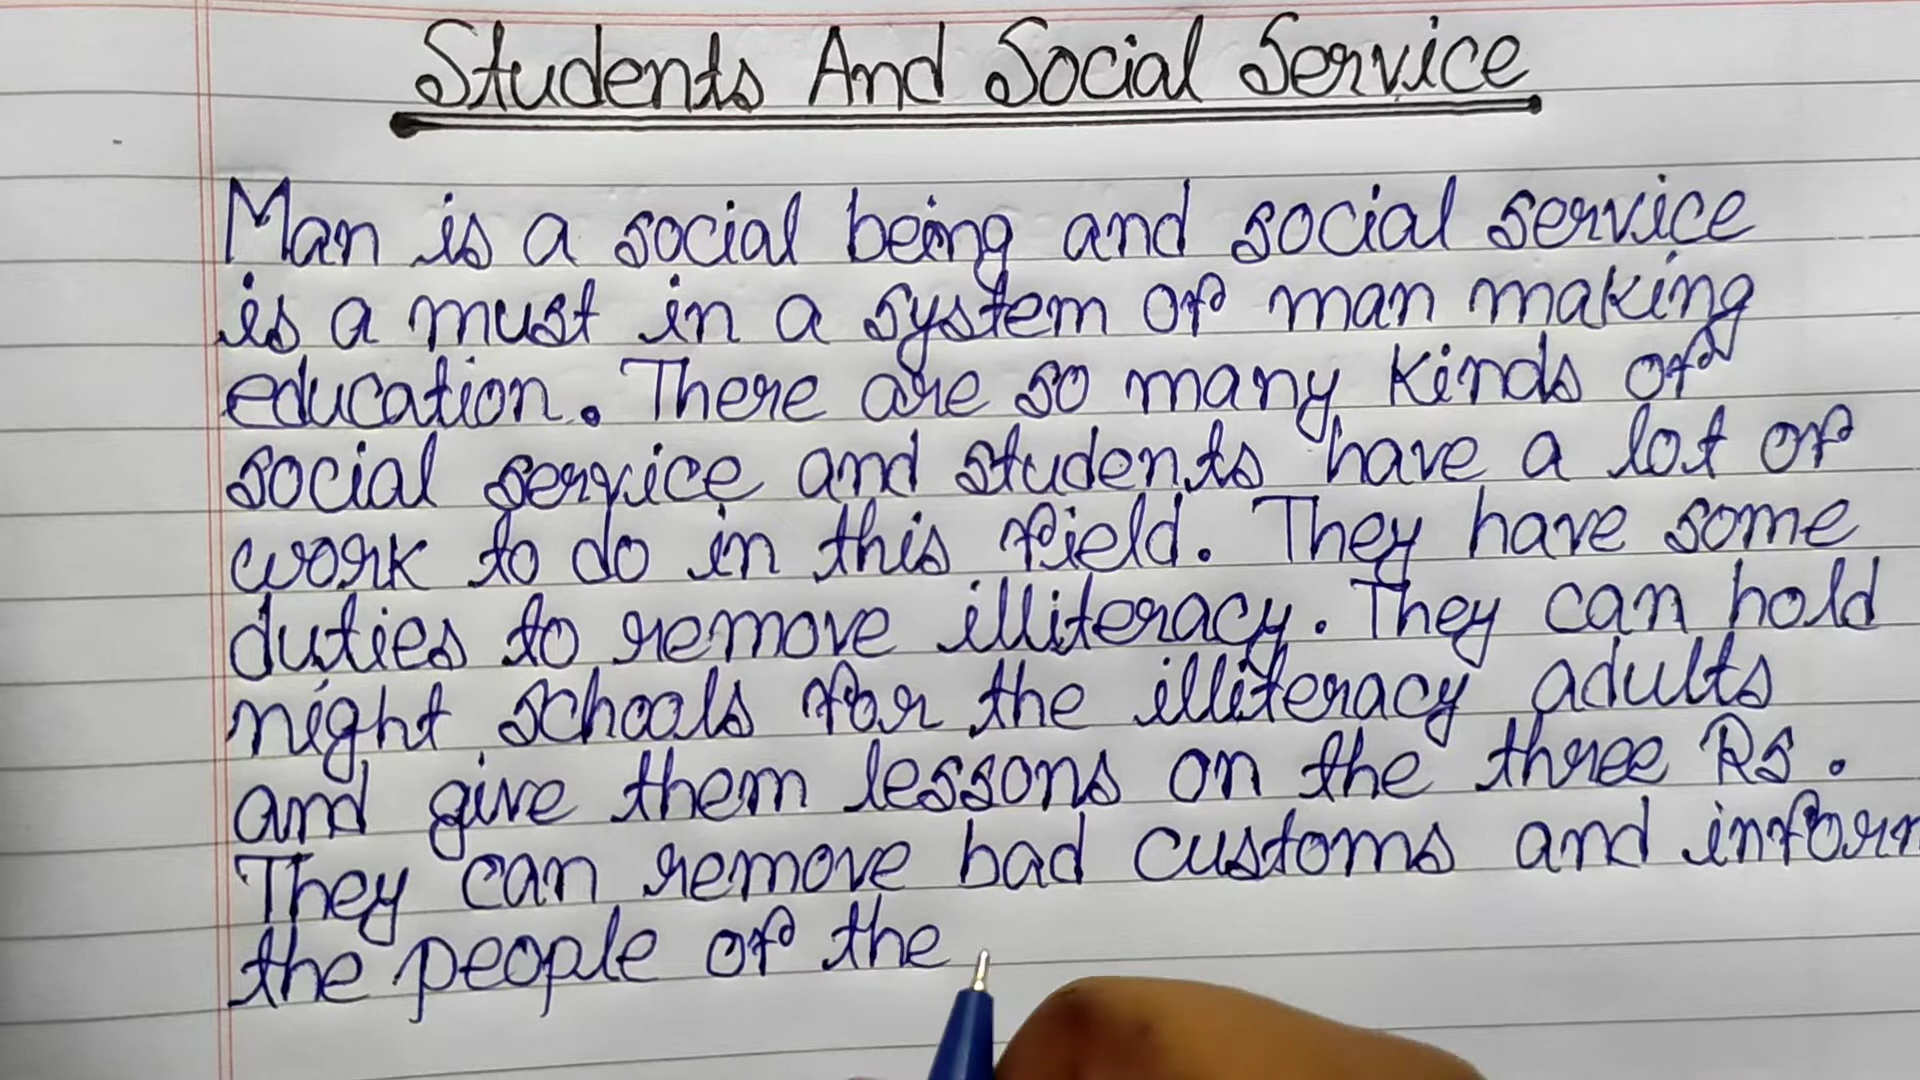 Students And Social Service
Man is a social being and social service
is a must in a system of man making
education. There are so many kinds of
social service and students have a lot of
work to do in this field. They have some
duties to remove illiteracy. They can hold
night schools for the illiteracy adults
and give them lessons on the three Rs.
They can remove bad customs and inform
the people of the